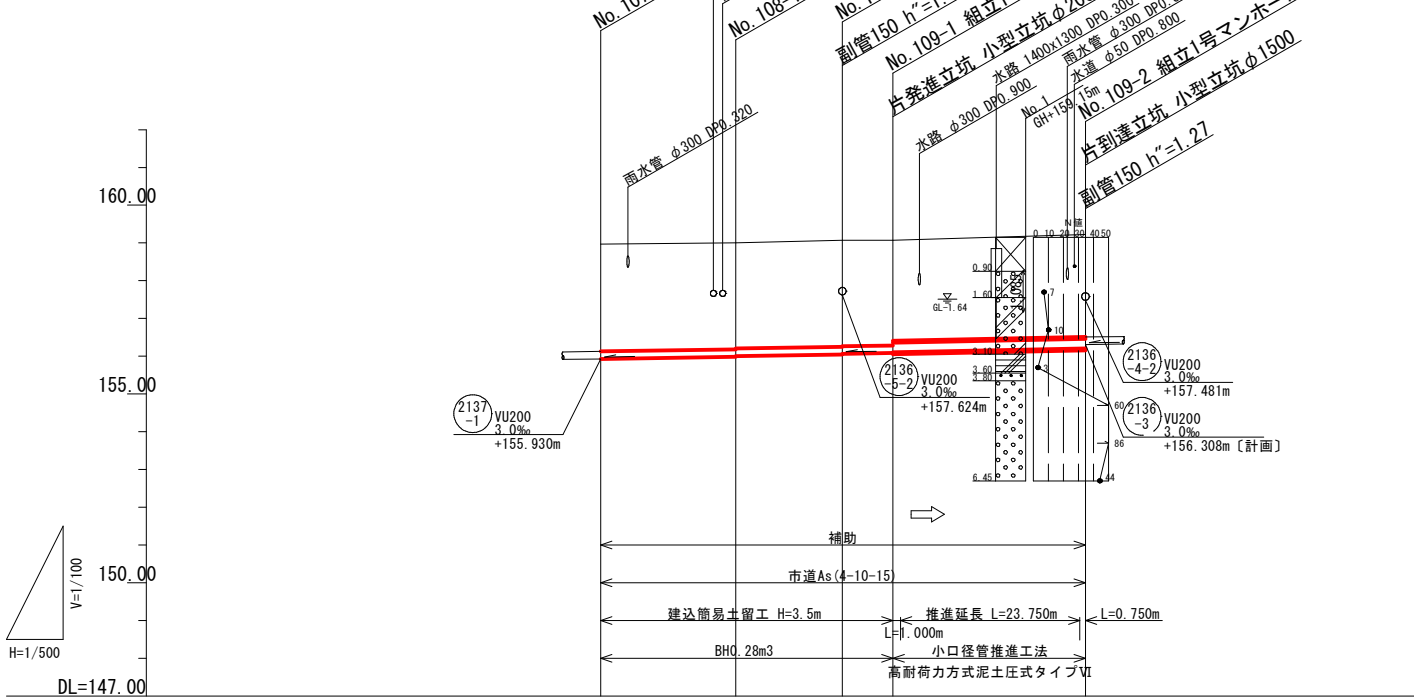 No. 108-
副管150
No. 109-1 組立1
片発進立坑 小型立坑φ20
水路 1400x1300 DP0.300
雨水管 φ300 DP0.
水道 φ50 DP0.800
No. 109-2 組立1号マンホー
片到達立坑 小型立坑φ1500
副管150 h″=1.27
水路 φ300 DP0.900
No. 1
GH+159.15m
雨水管 φ300 DP0.320
160.00
155.00
150.00
DL=147.00
V=1/100
H=1/500
N値
0 10 20 30 40 50
0.90
1.60
GL-1.64
3.10
3.60
3.80
6.45
7
10
3
60
86
44
2137
-1
VU200
3.0‰
+155.930m
2136
-5-2
VU200
3.0‰
+157.624m
2136
-4-2
VU200
3.0‰
+157.481m
2136
-3
VU200
3.0‰
+156.308m〔計画〕
補助
市道As(4-10-15)
建込簡易土留工 H=3.5m
推進延長 L=23.750m
L=0.750m
L=1.000m
BH0.28m3
小口径管推進工法
高耐荷力方式泥土圧式タイプⅥ